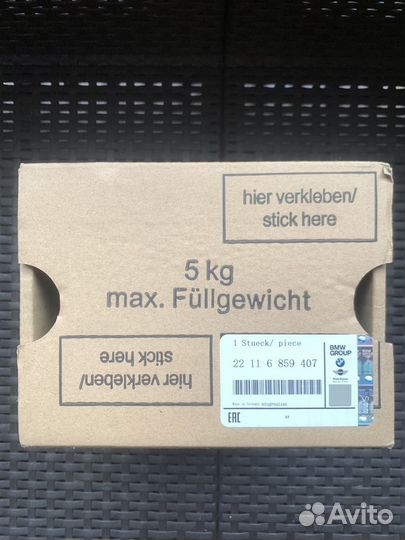 hier verkleben/
stick here
5 kg
max. Füllgewicht
hier verkleben/
stick here
1 Stueck/ piece
22 11 6 859 407
BMW
GROUP
EAC
Avito